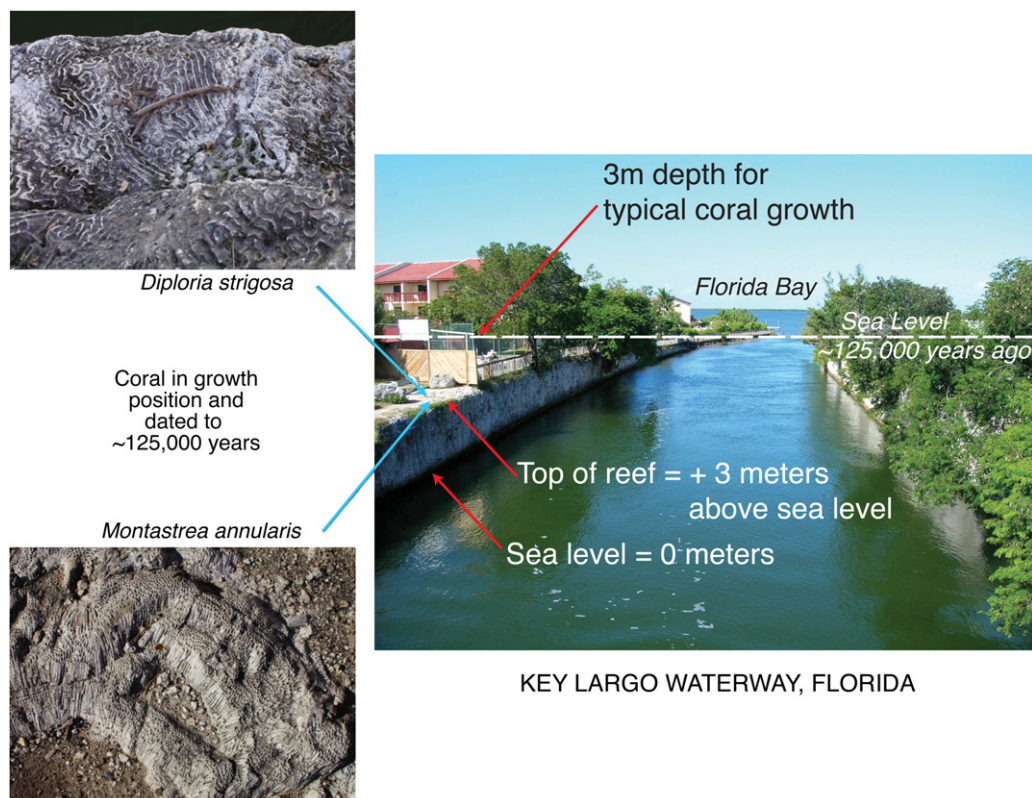 3m depth for
typical coral growth
Diploria strigosa
Florida Bay
Sea Level
~125,000 years ago
Coral in growth
position and
dated to
~125,000 years
Top of reef = + 3 meters
above sea level
Montastrea annularis
Sea level = 0 meters
KEY LARGO WATERWAY, FLORIDA